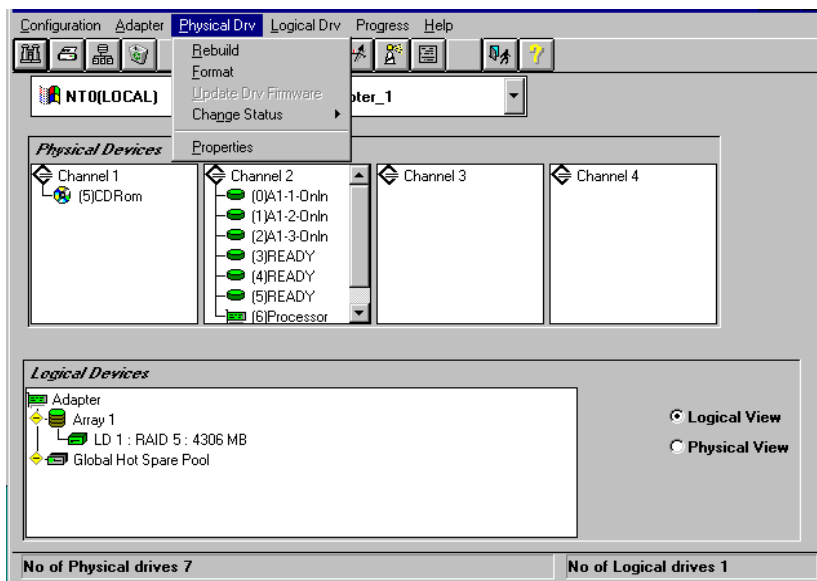 Configuration Adapter Physical Drv Logical Drv Progress Help
Rebuild
Format
Update Drv Firmware
Change Status
Properties
NT0(LOCAL)
pter_1
Physical Devices
Channel 1
(5)CDRom
Channel 2
(0)A1-1-Onln
(1)A1-2-Onln
(2)A1-3-Onln
(3)READY
(4)READY
(5)READY
(6)Processor
Channel 3
Channel 4
Logical Devices
Adapter
Array 1
LD 1 : RAID 5 : 4306 MB
Global Hot Spare Pool
Logical View
Physical View
No of Physical drives 7
No of Logical drives 1